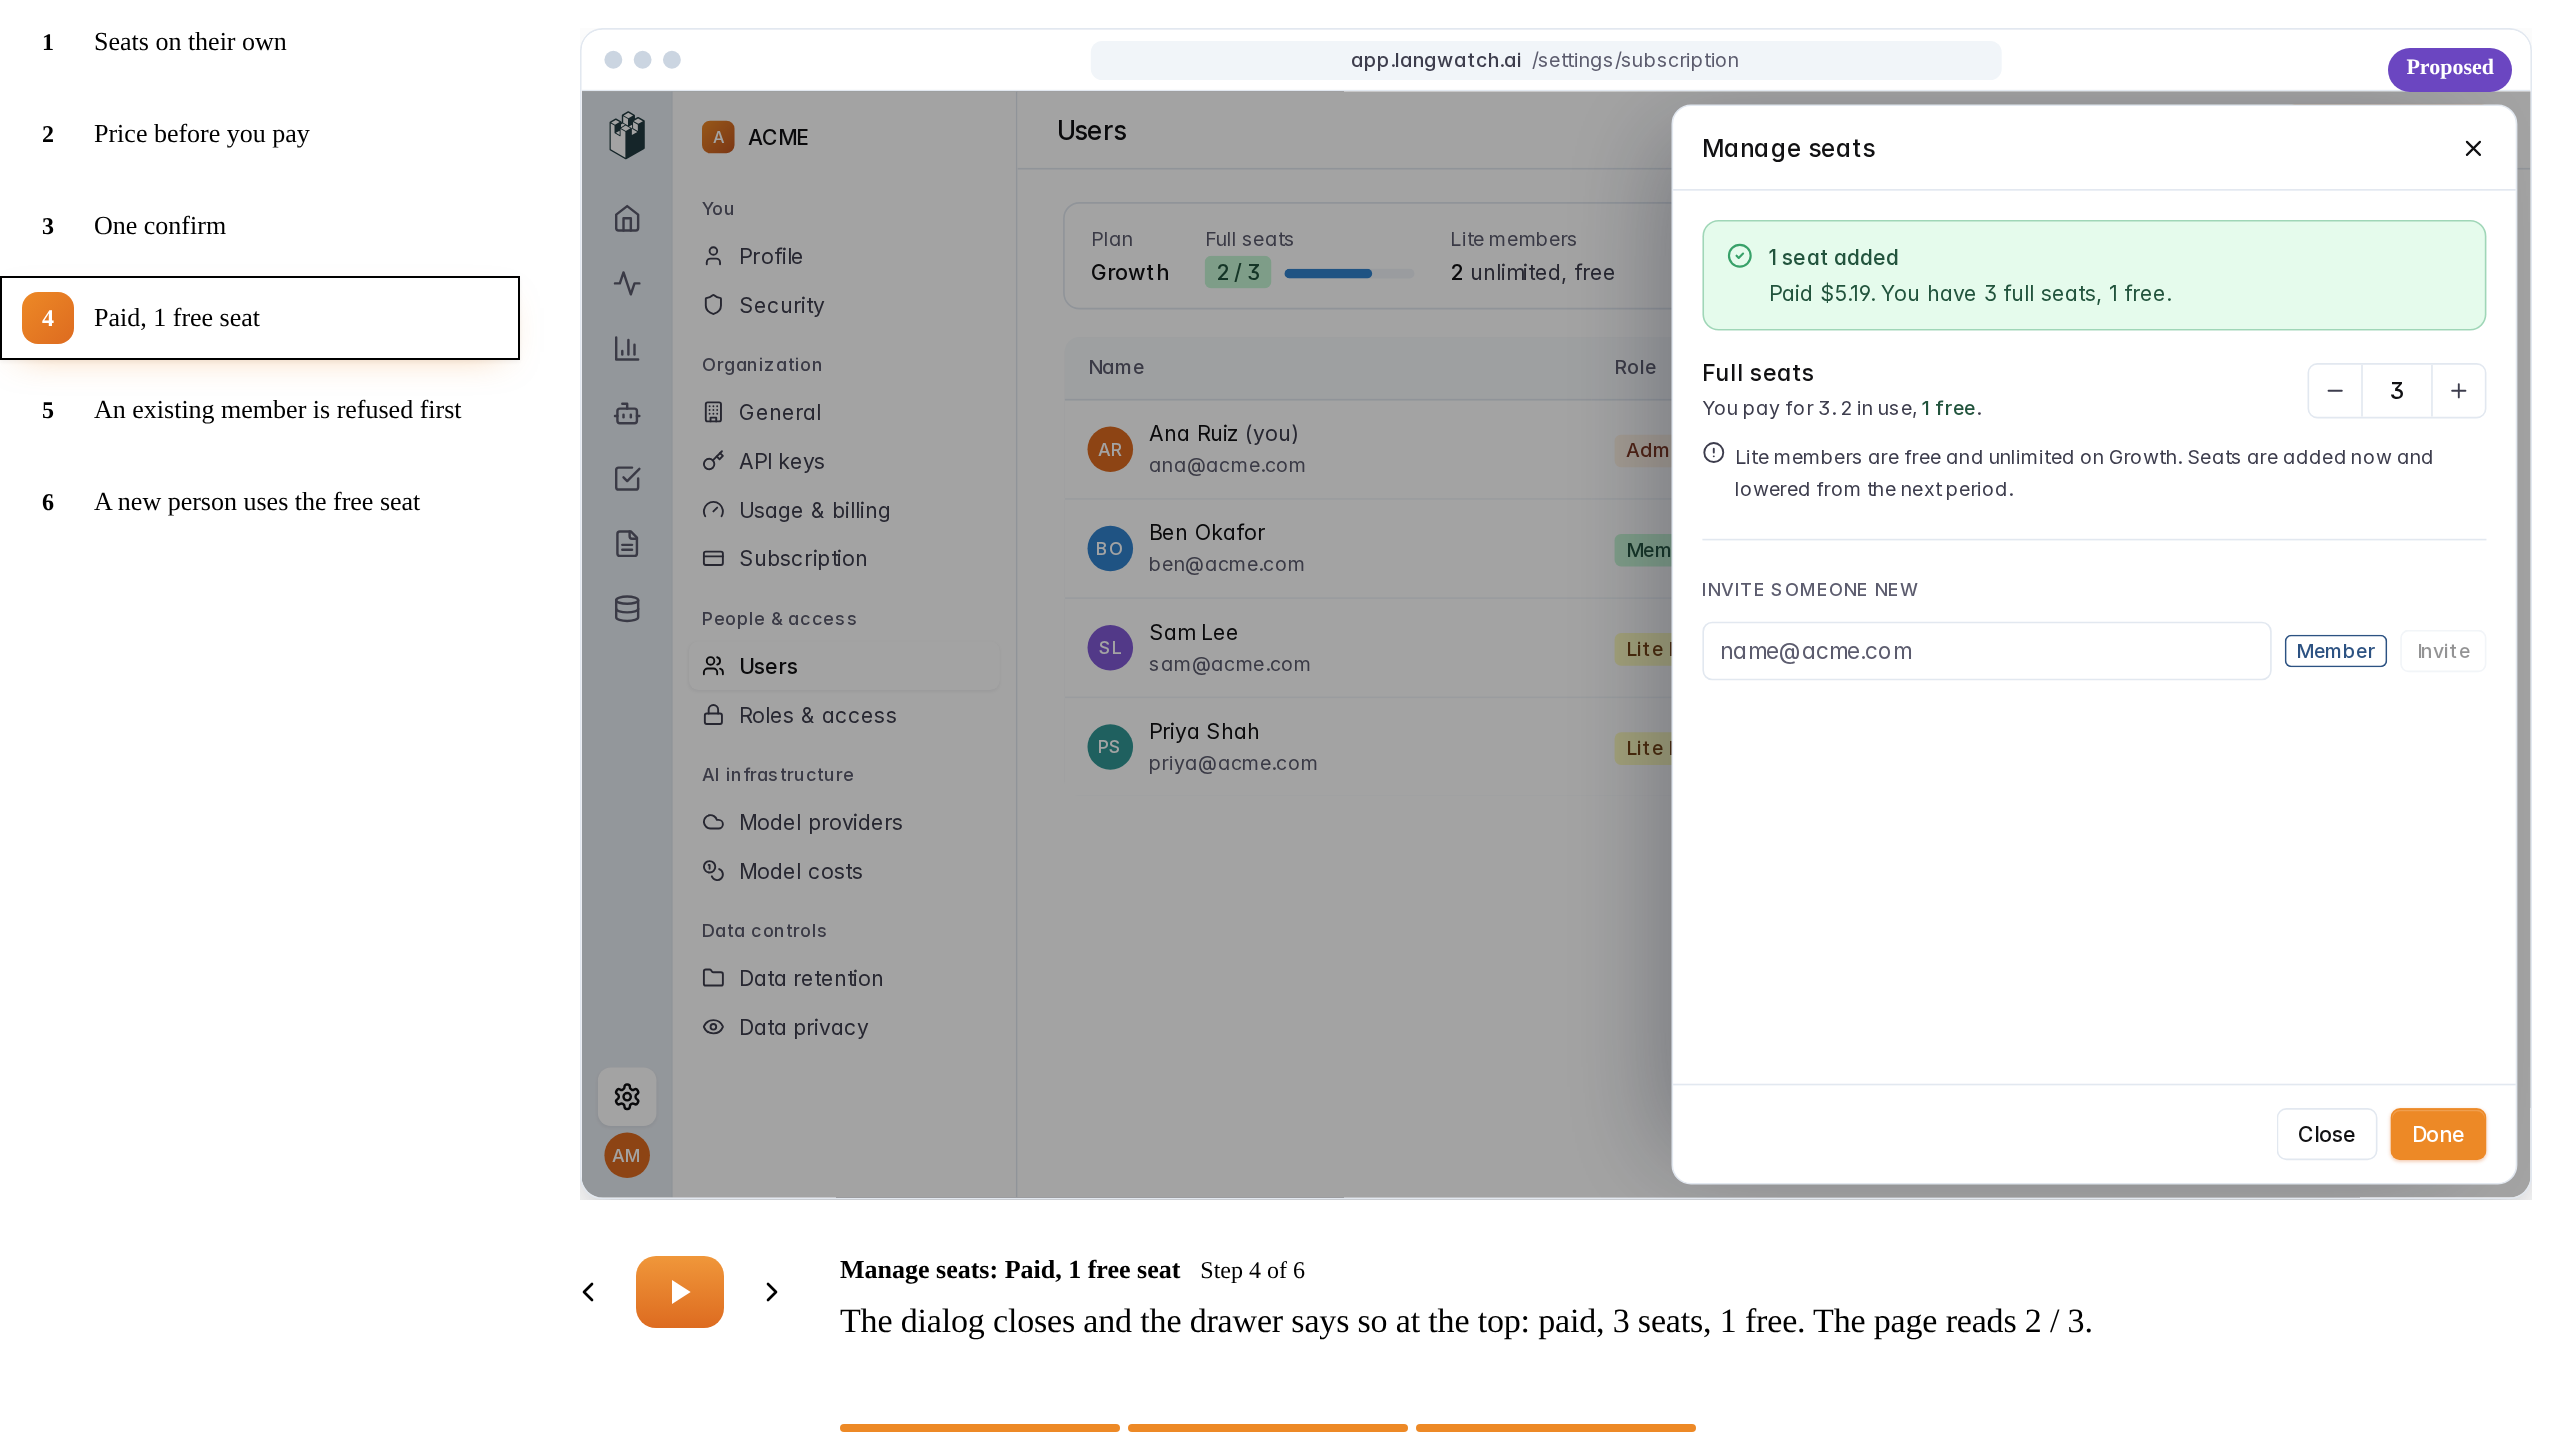 1 Seats on their own
2 Price before you pay
3 One confirm
4 Paid, 1 free seat
5 An existing member is refused first
6 A new person uses the free seat
app.langwatch.ai /settings/subscription
Proposed
A ACME
You
Profile
Security
Organization
General
API keys
Usage & billing
Subscription
People & access
Users
Roles & access
AI infrastructure
Model providers
Model costs
Data controls
Data retention
Data privacy
AM
Users
Plan Full seats Lite members
Growth 2 / 3 2 unlimited, free
Name Role
AR Ana Ruiz (you) Adm
ana@acme.com
BO Ben Okafor Mem
ben@acme.com
SL Sam Lee Lite
sam@acme.com
PS Priya Shah Lite
priya@acme.com
Manage seats
1 seat added
Paid $5.19. You have 3 full seats, 1 free.
Full seats
You pay for 3. 2 in use, 1 free.
3
Lite members are free and unlimited on Growth. Seats are added now and
lowered from the next period.
INVITE SOMEONE NEW
name@acme.com Member Invite
Close Done
Manage seats: Paid, 1 free seat Step 4 of 6
The dialog closes and the drawer says so at the top: paid, 3 seats, 1 free. The page reads 2 / 3.